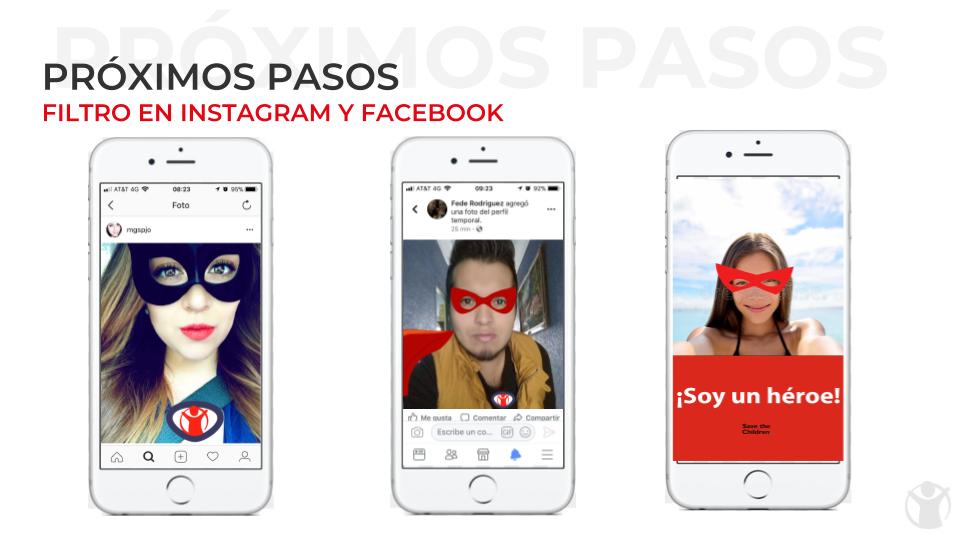 PRÓXIMOS PASOS
PRÓXIMOS PASOS
FILTRO EN INSTAGRAM Y FACEBOOK
AT&T 4G 08:23 95%
Foto
mgspjo
AT&T 4G 09:23 92%
Fede Rodriguez agregó
una foto del perfil
temporal.
25 min
Me gusta Comentar Compartir
Escribe un co... GIF
¡Soy un héroe!
Save the
Children